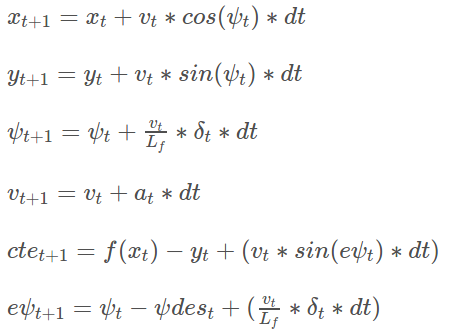 x_{t+1} = x_t + v_t * cos(ψ_t) * dt
y_{t+1} = y_t + v_t * sin(ψ_t) * dt
ψ_{t+1} = ψ_t + \frac{v_t}{L_f} * δ_t * dt
v_{t+1} = v_t + a_t * dt
cte_{t+1} = f(x_t) − y_t + (v_t * sin(eψ_t) * dt)
eψ_{t+1} = ψ_t − ψdes_t + (\frac{v_t}{L_f} * δ_t * dt)